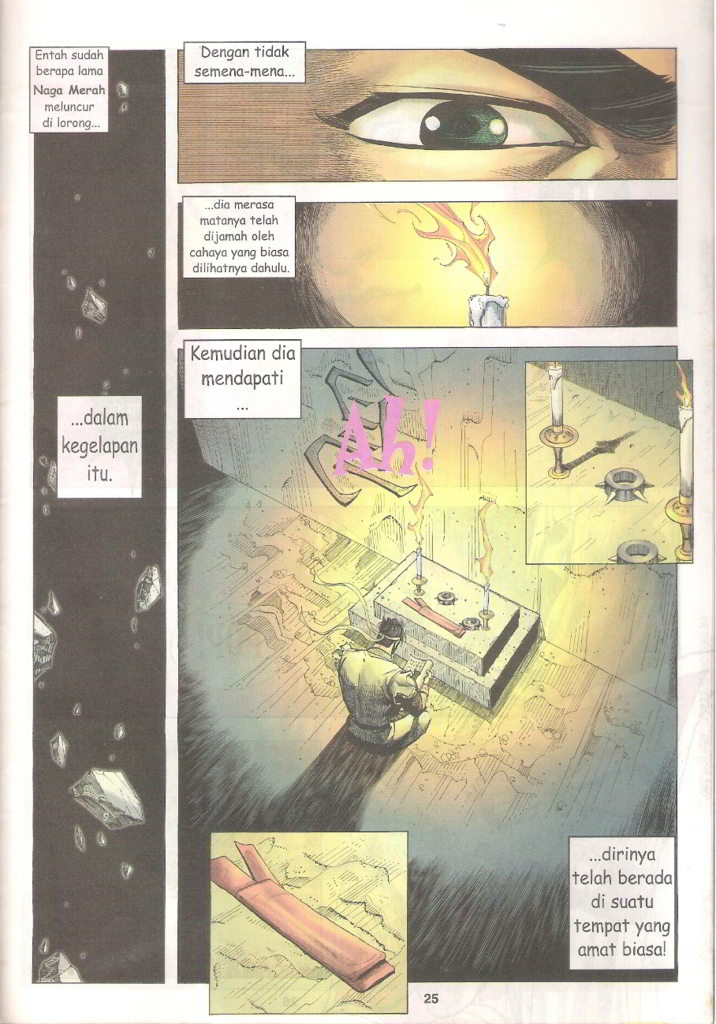 Entah sudah
berapa lama
Naga Merah
meluncur
di lorong...
...dalam
kegelapan
itu.
Dengan tidak
semena-mena...
...dia merasa
matanya telah
dijamah oleh
cahaya yang biasa
dilihatnya dahulu.
Kemudian dia
mendapati
...
Ah!
...dirinya
telah berada
di suatu
tempat yang
amat biasa!
25